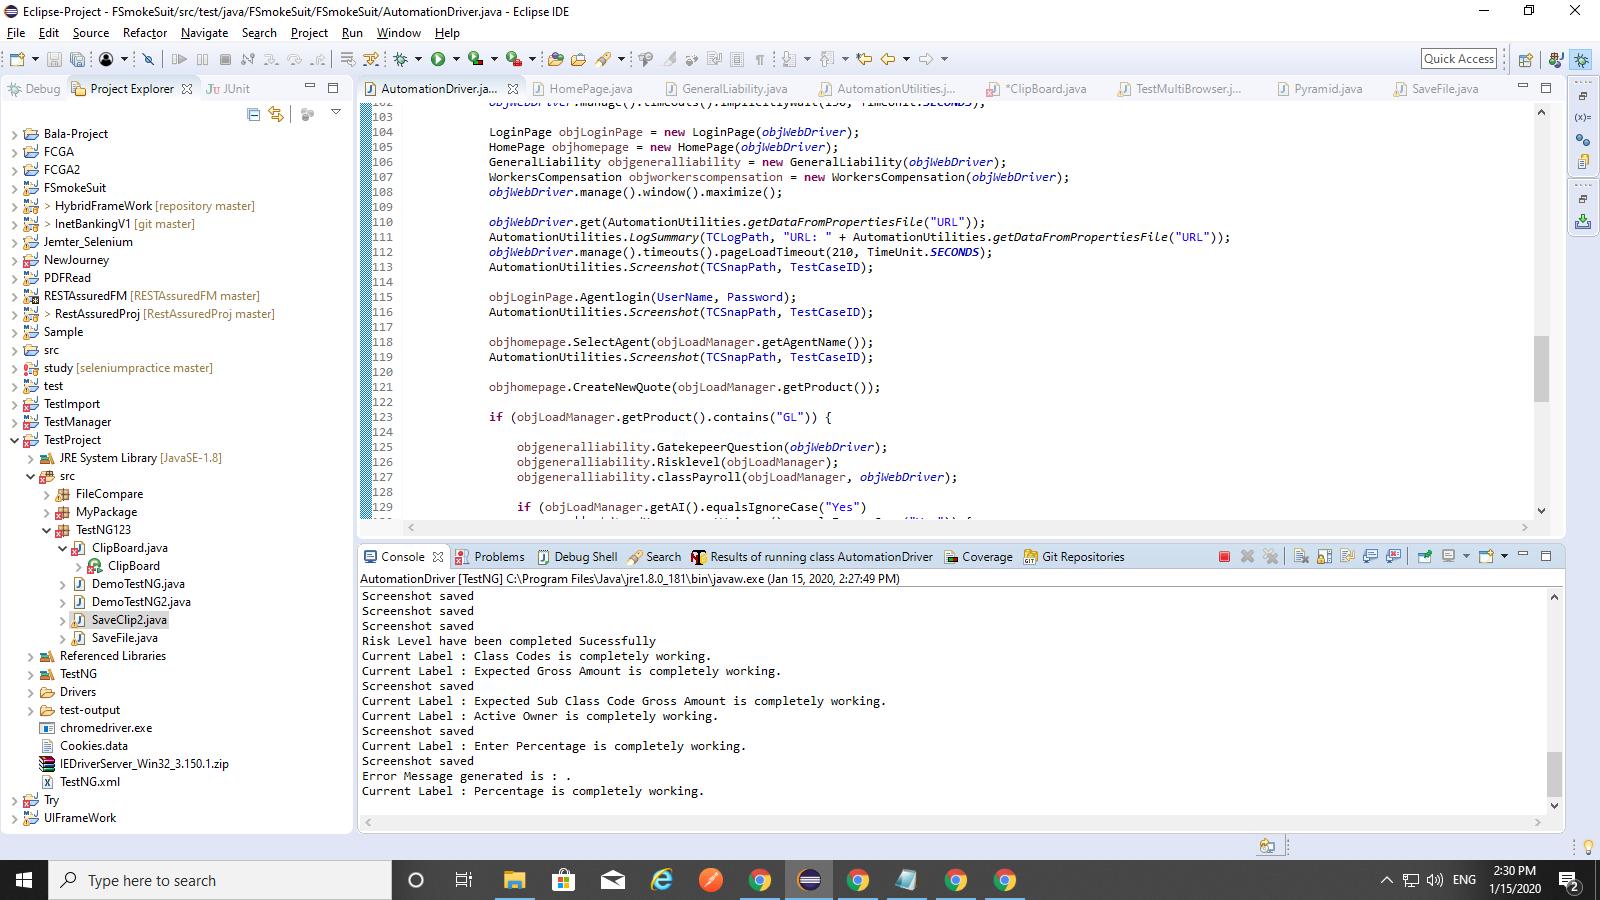 Eclipse-Project - FSmokeSuit/src/test/java/FSmokeSuit/FSmokeSuit/AutomationDriver.java - Eclipse IDE
File Edit Source Refactor Navigate Search Project Run Window Help
Quick Access
Debug Project Explorer JUnit
AutomationDriver.ja... HomePage.java GeneralLiability.java AutomationUtilities.j... *ClipBoard.java TestMultiBrowser.j... Pyramid.java SaveFile.java
Bala-Project
FCGA
FCGA2
FSmokeSuit
> HybridFrameWork [repository master]
> InetBankingV1 [git master]
Jemter_Selenium
NewJourney
PDFRead
RESTAssuredFM [RESTAssuredFM master]
> RestAssuredProj [RestAssuredProj master]
Sample
src
study [seleniumpractice master]
test
TestImport
TestManager
TestProject
JRE System Library [JavaSE-1.8]
src
FileCompare
MyPackage
TestNG123
ClipBoard.java
ClipBoard
DemoTestNG.java
DemoTestNG2.java
SaveClip2.java
SaveFile.java
Referenced Libraries
TestNG
Drivers
test-output
chromedriver.exe
Cookies.data
IEDriverServer_Win32_3.150.1.zip
TestNG.xml
Try
UIFrameWork
103
104 LoginPage objLoginPage = new LoginPage(objWebDriver);
105 HomePage objhomepage = new HomePage(objWebDriver);
106 GeneralLiability objgeneralliability = new GeneralLiability(objWebDriver);
107 WorkersCompensation objworkerscompensation = new WorkersCompensation(objWebDriver);
108 objWebDriver.manage().window().maximize();
109
110 objWebDriver.get(AutomationUtilities.getDataFromPropertiesFile("URL"));
111 AutomationUtilities.LogSummary(TCLogPath, "URL: " + AutomationUtilities.getDataFromPropertiesFile("URL"));
112 objWebDriver.manage().timeouts().pageLoadTimeout(210, TimeUnit.SECONDS);
113 AutomationUtilities.Screenshot(TCSnapPath, TestCaseID);
114
115 objLoginPage.Agentlogin(UserName, Password);
116 AutomationUtilities.Screenshot(TCSnapPath, TestCaseID);
117
118 objhomepage.SelectAgent(objLoadManager.getAgentName());
119 AutomationUtilities.Screenshot(TCSnapPath, TestCaseID);
120
121 objhomepage.CreateNewQuote(objLoadManager.getProduct());
122
123 if (objLoadManager.getProduct().contains("GL")) {
124
125 objgeneralliability.GatekepeerQuestion(objWebDriver);
126 objgeneralliability.Risklevel(objLoadManager);
127 objgeneralliability.classPayroll(objLoadManager, objWebDriver);
128
129 if (objLoadManager.getAI().equalsIgnoreCase("Yes")
Console Problems Debug Shell Search Results of running class AutomationDriver Coverage Git Repositories
AutomationDriver [TestNG] C:\Program Files\Java\jre1.8.0_181\bin\javaw.exe (Jan 15, 2020, 2:27:49 PM)
Screenshot saved
Screenshot saved
Screenshot saved
Risk Level have been completed Sucessfully
Current Label : Class Codes is completely working.
Current Label : Expected Gross Amount is completely working.
Screenshot saved
Current Label : Expected Sub Class Code Gross Amount is completely working.
Current Label : Active Owner is completely working.
Screenshot saved
Current Label : Enter Percentage is completely working.
Screenshot saved
Error Message generated is : .
Current Label : Percentage is completely working.
Type here to search
ENG
2:30 PM
1/15/2020
2